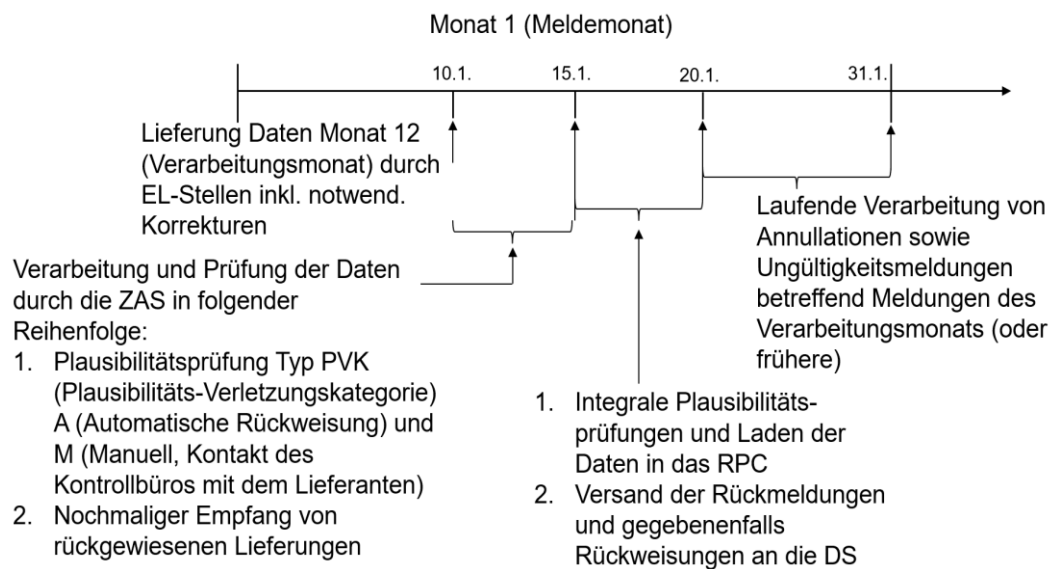 Monat 1 (Meldemonat)
10.1. 15.1. 20.1. 31.1.
Lieferung Daten Monat 12
(Verarbeitungsmonat) durch
EL-Stellen inkl. notwend.
Korrekturen
Verarbeitung und Prüfung der Daten
durch die ZAS in folgender
Reihenfolge:
1. Plausibilitätsprüfung Typ PVK
(Plausibilitäts-Verletzungskategorie)
A (Automatische Rückweisung) und
M (Manuell, Kontakt des
Kontrollbüros mit dem Lieferanten)
2. Nochmaliger Empfang von
rückgewiesenen Lieferungen
1. Integrale Plausibilitäts-
prüfungen und Laden der
Daten in das RPC
2. Versand der Rückmeldungen
und gegebenenfalls
Rückweisungen an die DS
Laufende Verarbeitung von
Annullationen sowie
Ungültigkeitsmeldungen
betreffend Meldungen des
Verarbeitungsmonats (oder
frühere)